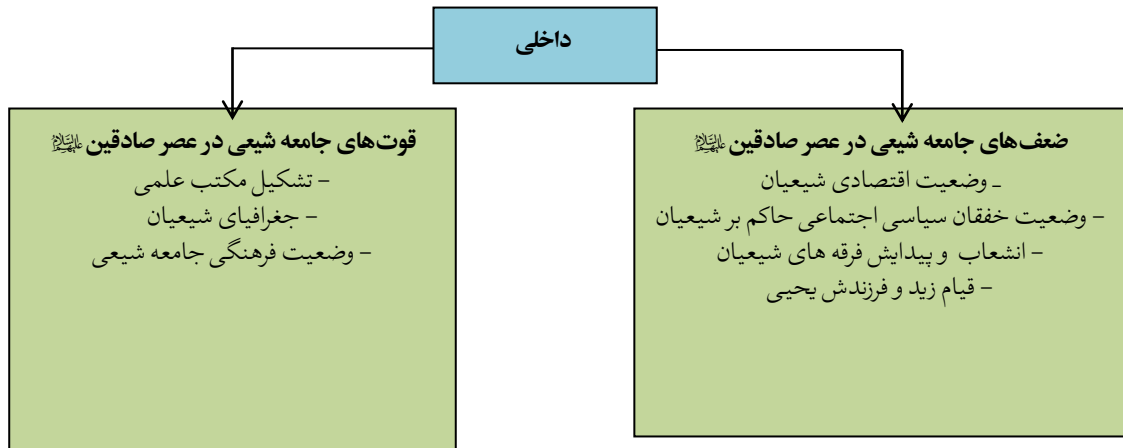 داخلی
ضعف‌های جامعه شیعی در عصر صادقین علیهما‌السلام
ـ وضعیت اقتصادی شیعیان
- وضعیت خفقان سیاسی اجتماعی حاکم بر شیعیان
- انشعاب و پیدایش فرقه های شیعیان
- قیام زید و فرزندش یحیی
قوت‌های جامعه شیعی در عصر صادقین علیهما‌السلام
- تشکیل مکتب علمی
- جغرافیای شیعیان
- وضعیت فرهنگی جامعه شیعی